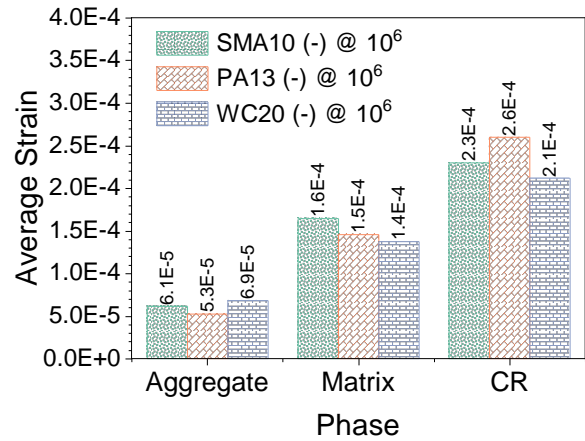 4.0E-4
3.5E-4
3.0E-4
2.5E-4
2.0E-4
1.5E-4
1.0E-4
5.0E-5
0.0E+0
Average Strain
SMA10 (-) @ 10⁶
PA13 (-) @ 10⁶
WC20 (-) @ 10⁶
6.1E-5
5.3E-5
6.9E-5
1.6E-4
1.5E-4
1.4E-4
2.3E-4
2.6E-4
2.1E-4
Aggregate Matrix CR
Phase